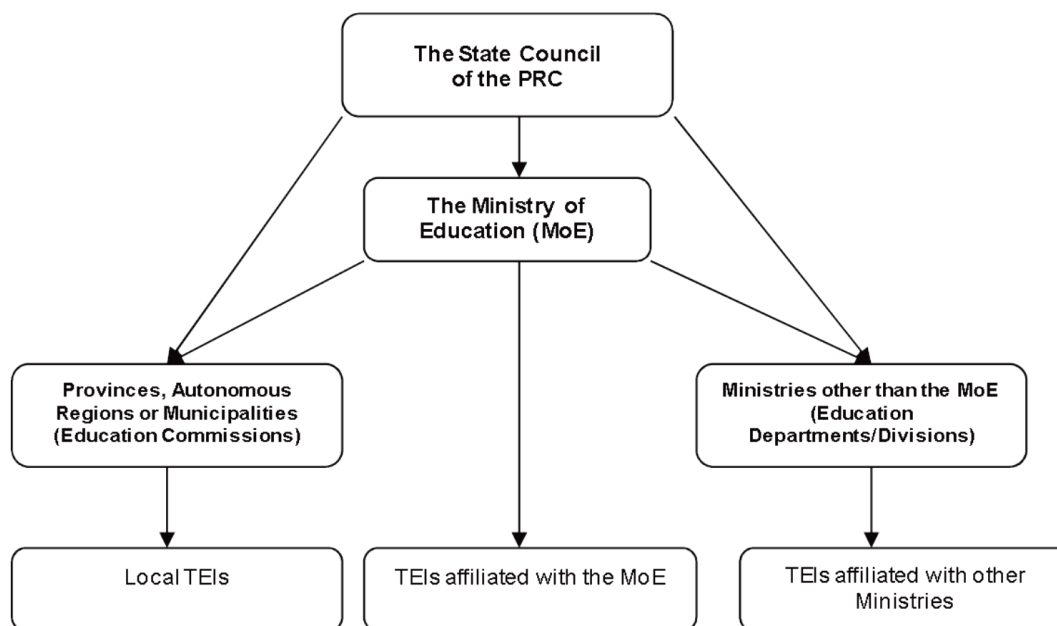 The State Council
of the PRC
The Ministry of
Education (MoE)
Provinces, Autonomous
Regions or Municipalities
(Education Commissions)
Ministries other than the MoE
(Education
Departments/Divisions)
Local TEIs
TEIs affiliated with the MoE
TEIs affiliated with other
Ministries